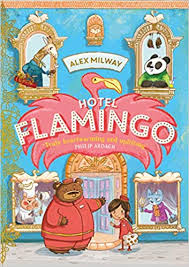 ALEX MILWAY
HOTEL
FLAMINGO
Truly heartwarming and uplifting
PHILIP ARDAGH